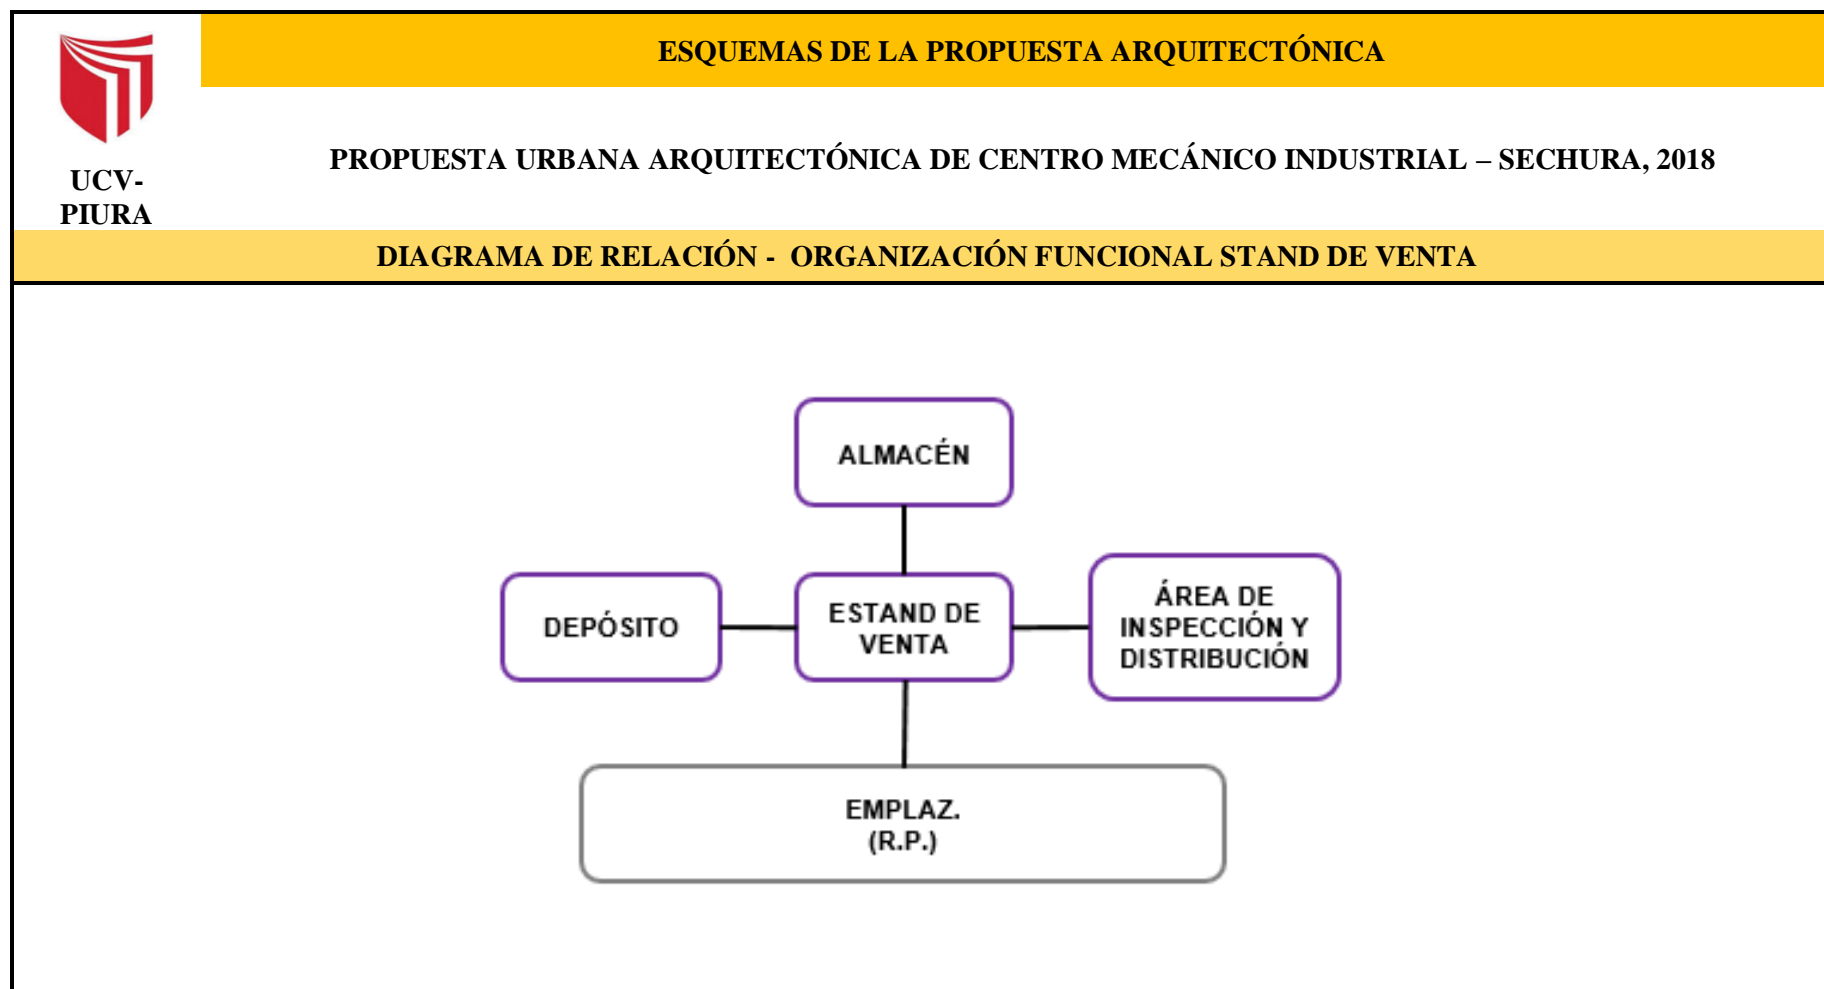 ESQUEMAS DE LA PROPUESTA ARQUITECTÓNICA
UCV-
PIURA
PROPUESTA URBANA ARQUITECTÓNICA DE CENTRO MECÁNICO INDUSTRIAL – SECHURA, 2018
DIAGRAMA DE RELACIÓN - ORGANIZACIÓN FUNCIONAL STAND DE VENTA
ALMACÉN
DEPÓSITO
ESTAND DE
VENTA
ÁREA DE
INSPECCIÓN Y
DISTRIBUCIÓN
EMPLAZ.
(R.P.)